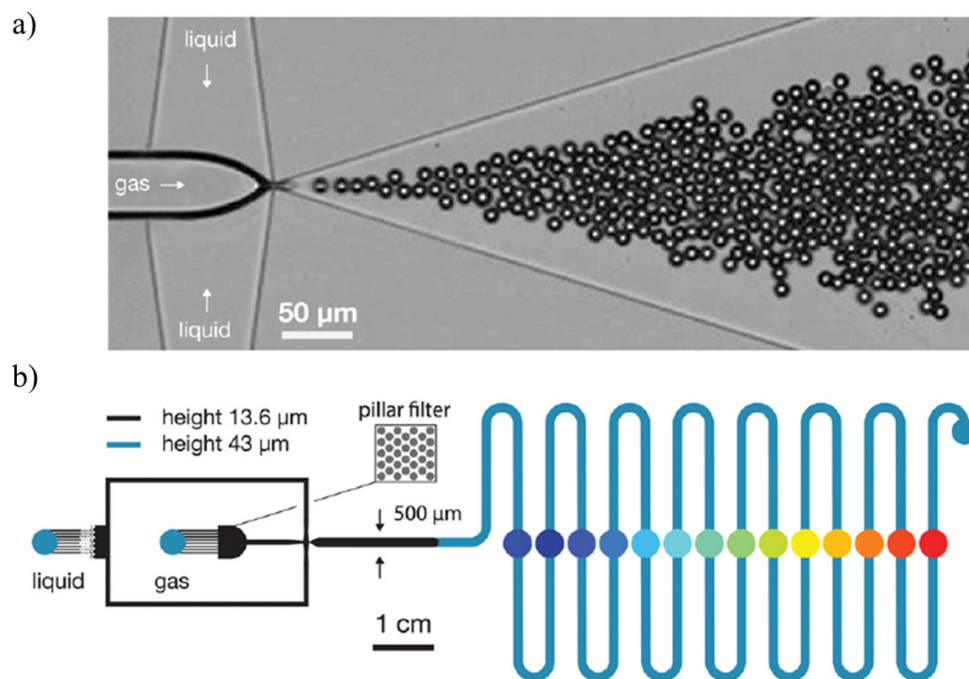 a)
liquid
gas
liquid
50 µm
b)
height 13.6 µm
height 43 µm
pillar filter
500 µm
liquid
gas
1 cm